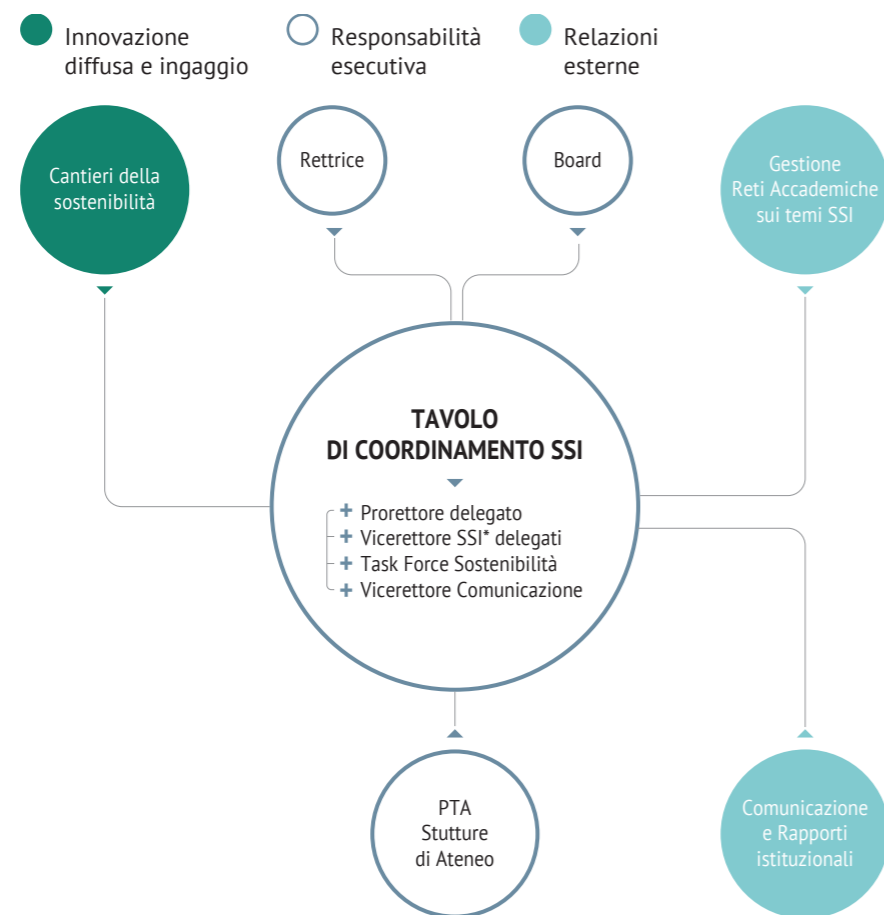 Innovazione
diffusa e ingaggio
Responsabilità
esecutiva
Relazioni
esterne
Cantieri della
sostenibilità
Rettrice
Board
Gestione
Reti Accademiche
sui temi SSI
TAVOLO
DI COORDINAMENTO SSI
+ Prorettore delegato
+ Vicerettore SSI* delegati
+ Task Force Sostenibilità
+ Vicerettore Comunicazione
PTA
Stutture
di Ateneo
Comunicazione
e Rapporti
istituzionali